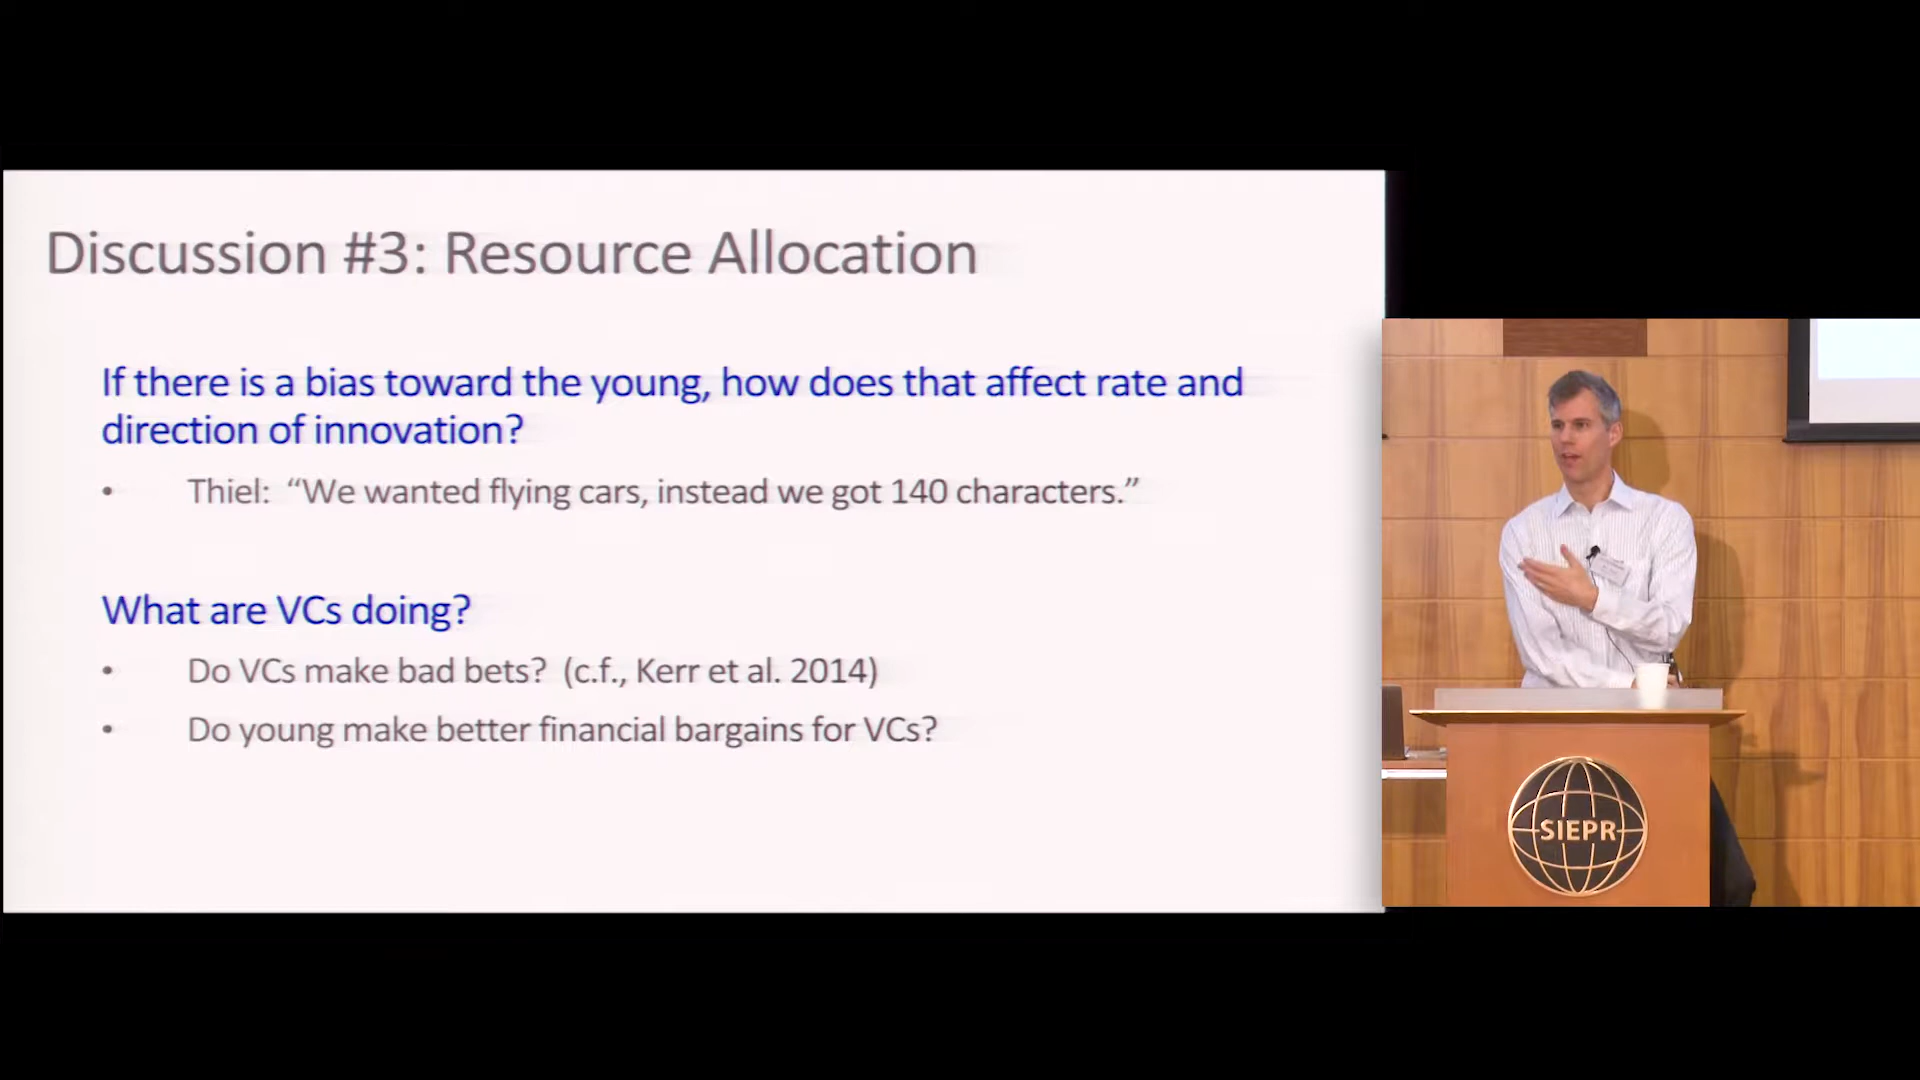 Discussion #3: Resource Allocation
If there is a bias toward the young, how does that affect rate and
direction of innovation?
• Thiel: “We wanted flying cars, instead we got 140 characters.”
What are VCs doing?
• Do VCs make bad bets? (c.f., Kerr et al. 2014)
• Do young make better financial bargains for VCs?
SIEPR